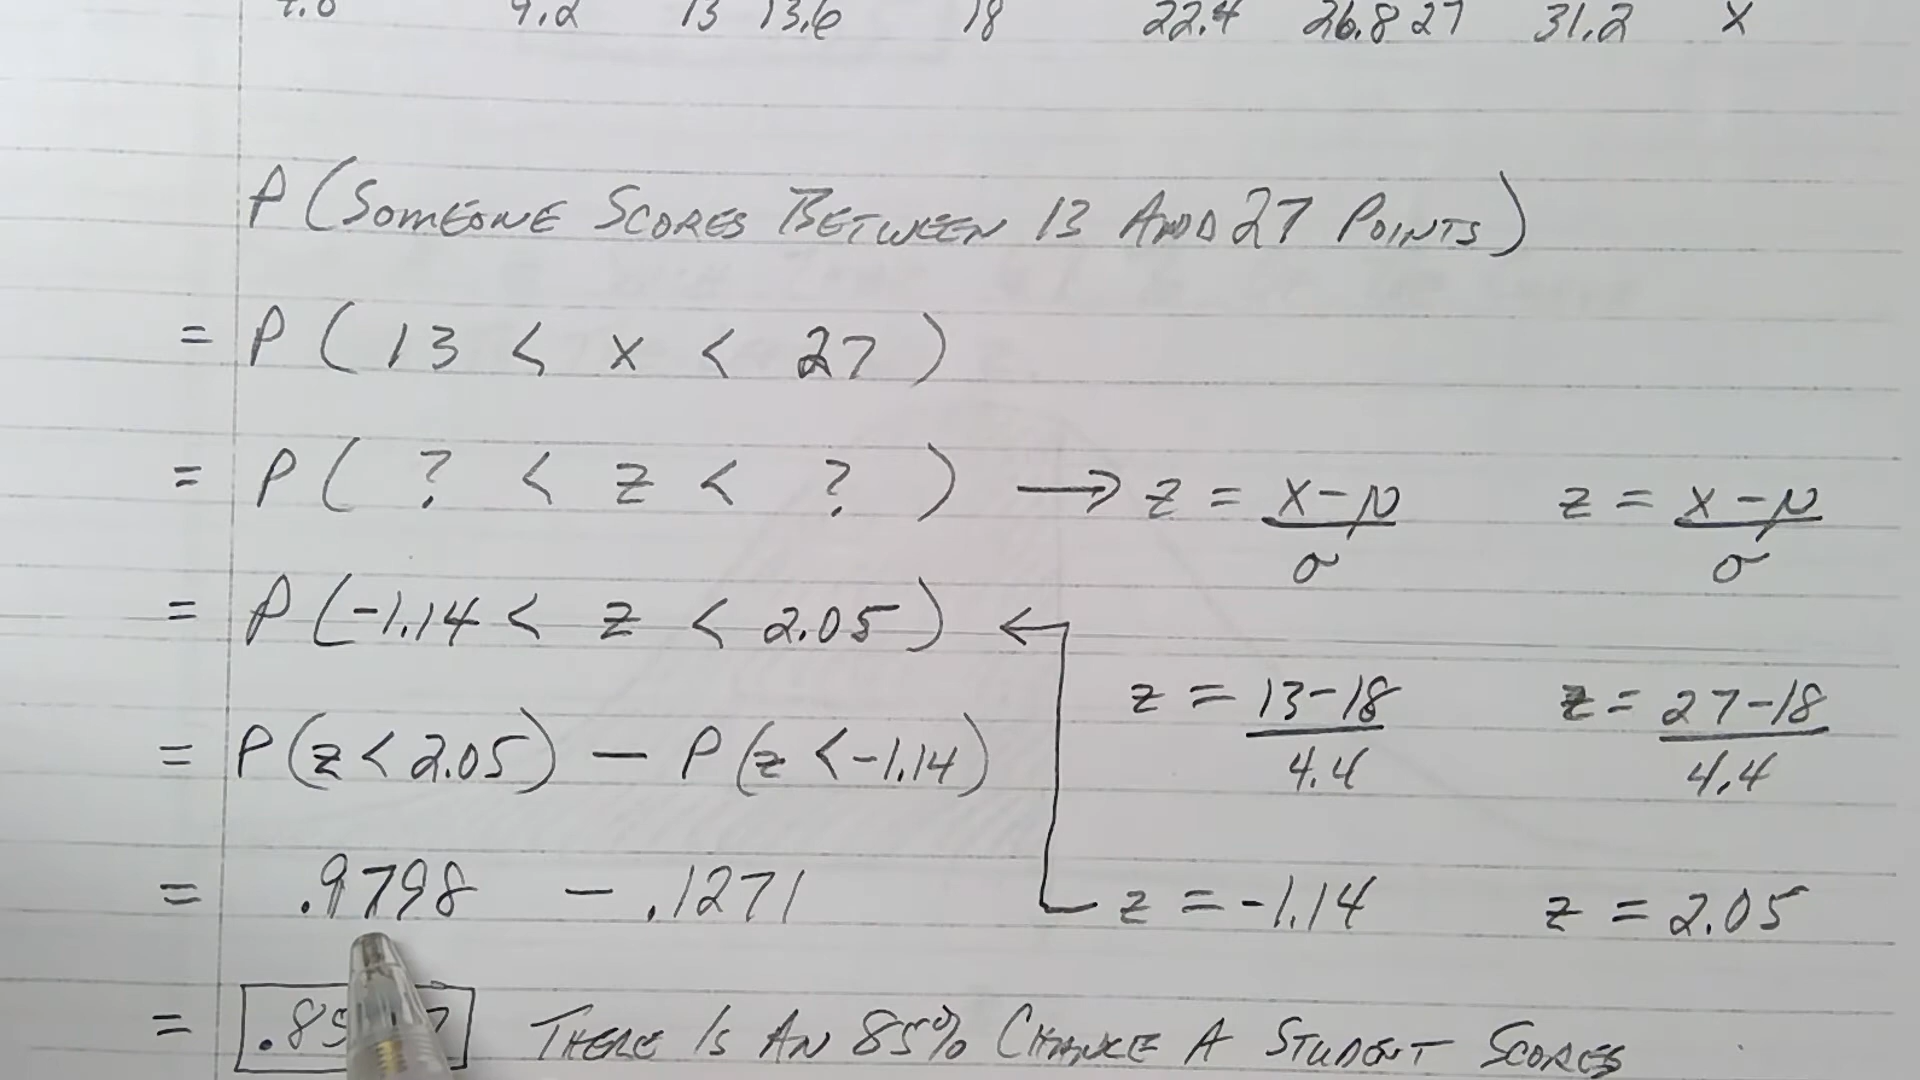 9.2 13 13.6 18 22.4 26.8 27 31.2 X
P (SOMEONE SCORES BETWEEN 13 AND 27 POINTS)
= P ( 13 < x < 27 )
= P ( ? < z < ? ) → z = x-μ/σ z = x-μ/σ
= P (-1.14 < z < 2.05) ←
z = 13-18/4.4 z = 27-18/4.4
= P(z < 2.05) - P(z < -1.14)
= .9798 - .1271 z = -1.14 z = 2.05
= THERE IS AN 85% CHANCE A STUDENT SCORES